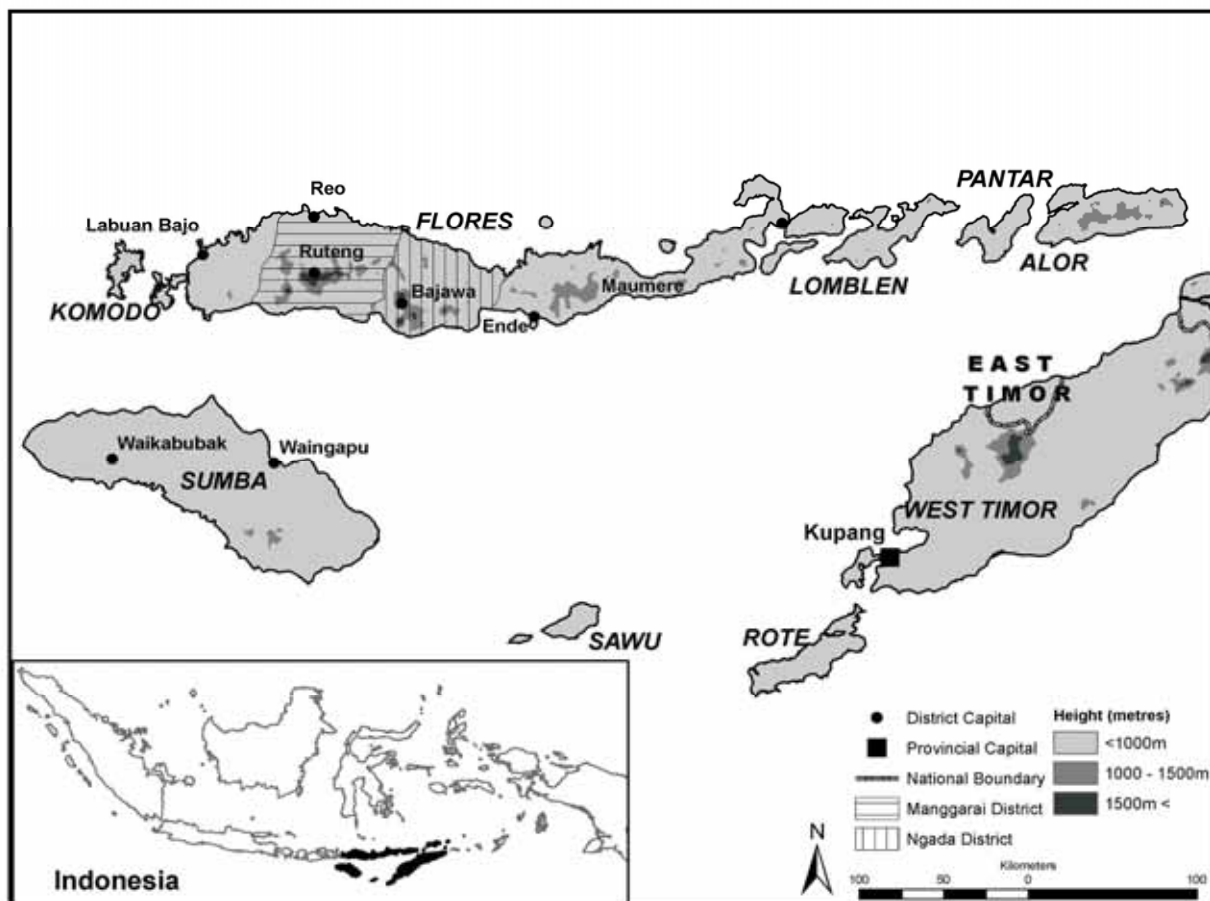 PANTAR
Reo
FLORES
Labuan Bajo
Ruteng
ALOR
LOMBLEN
Maumere
Bajawa
KOMODO
Ende
EAST
TIMOR
Waikabubak
Waingapu
SUMBA
WEST TIMOR
Kupang
SAWU
ROTE
Indonesia
District Capital
Provincial Capital
National Boundary
Manggarai District
Ngada District
Height (metres)
<1000m
1000 - 1500m
1500m <
N
Kilometers
100 50 0 100